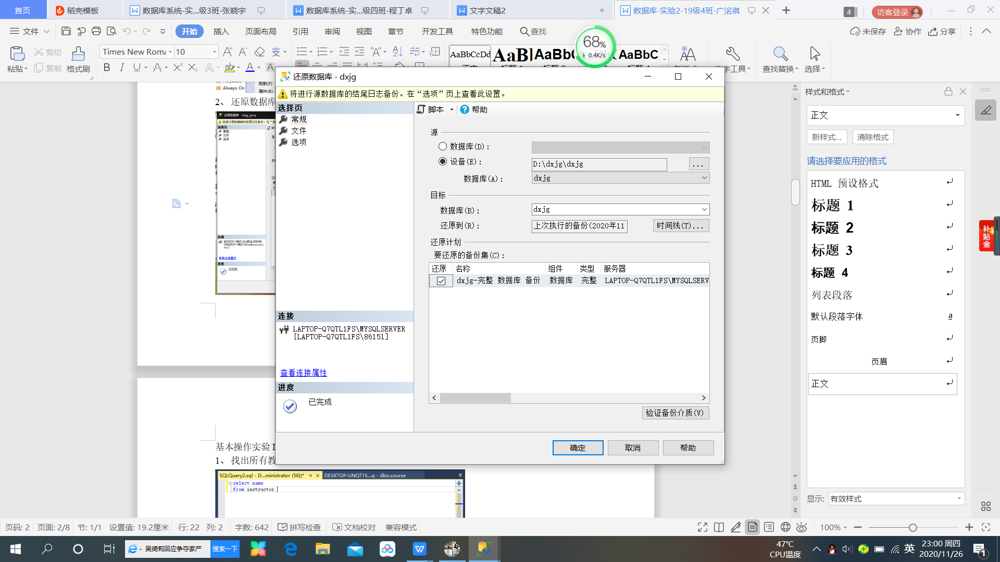 首页
稻壳模板
数据库系统-实...级3班-张晓宇
数据库系统-实...级四班-程丁卓
文字文稿2
数据库-实验2-19级4班-广洺祺
4
访客登录
文件
开始
插入
页面布局
引用
审阅
视图
章节
开发工具
特色功能
查找
未保存
协作
分享
粘贴
剪切
复制
格式刷
Times New Roma
10
AaBbCcDd
AaBbC
68%
0.4K/s
查找替换
选择
Always On
刷新(F)
属性(R)
2、还原数据库
还原数据库 - dxjg
将进行源数据库的结尾日志备份。在“选项”页上查看此设置。
选择页
常规
文件
选项
脚本
帮助
源
数据库(D):
设备(E):
D:\dxjg\dxjg
...
数据库(A):
dxjg
目标
数据库(B):
dxjg
还原到(R):
上次执行的备份(2020年11
时间线(T)...
还原计划
要还原的备份集(C):
还原 名称 组件 类型 服务器
dxjg-完整 数据库 备份 数据库 完整 LAPTOP-Q7QTL1FS\MYSQLSERV
连接
LAPTOP-Q7QTL1FS\MYSQLSERVER
[LAPTOP-Q7QTL1FS\86151]
查看连接属性
进度
已完成
验证备份介质(V)
确定
取消
帮助
基本操作实验 I
1、找出所有教
SQLQuery2.sql - D...ministrator (56))*
DESKTOP-UNQT1S...q - dbo.course
select name
from instructor;
样式和格式
正文
新样式...
清除格式
请选择要应用的格式
HTML 预设格式
标题 1
标题 2
标题 3
标题 4
列表段落
默认段落字体
a
页脚
页眉
正文
显示:
有效样式
补贴金
页码: 2
页面: 2/8
节: 1/1
设置值: 19.2厘米
行: 22
列: 2
字数: 642
拼写检查
文档校对
兼容模式
100%
吴绮莉回应争夺家产
搜索一下
47℃
CPU温度
英
23:00 周四
2020/11/26
1